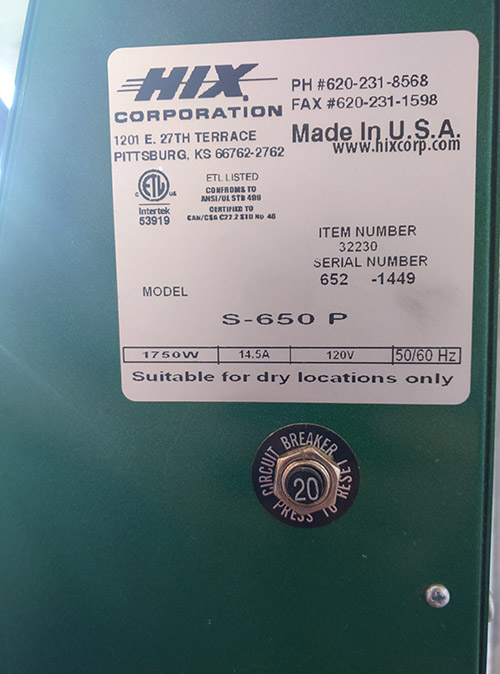 HIX
CORPORATION
PH #620-231-8568
FAX #620-231-1598
1201 E. 27TH TERRACE
PITTSBURG, KS 66762-2762
Made In U.S.A.
www.hixcorp.com
ETL
C US
Intertek
53919
ETL LISTED
CONFROMS TO
ANSI/UL STD 499
CERTIFIED TO
CAN/CSA C22.2 STD No. 46
ITEM NUMBER
32230
SERIAL NUMBER
652 -1449
MODEL
S-650 P
1750W 14.5A 120V 50/60 Hz
Suitable for dry locations only
CIRCUIT BREAKER
20
PRESS TO RESET